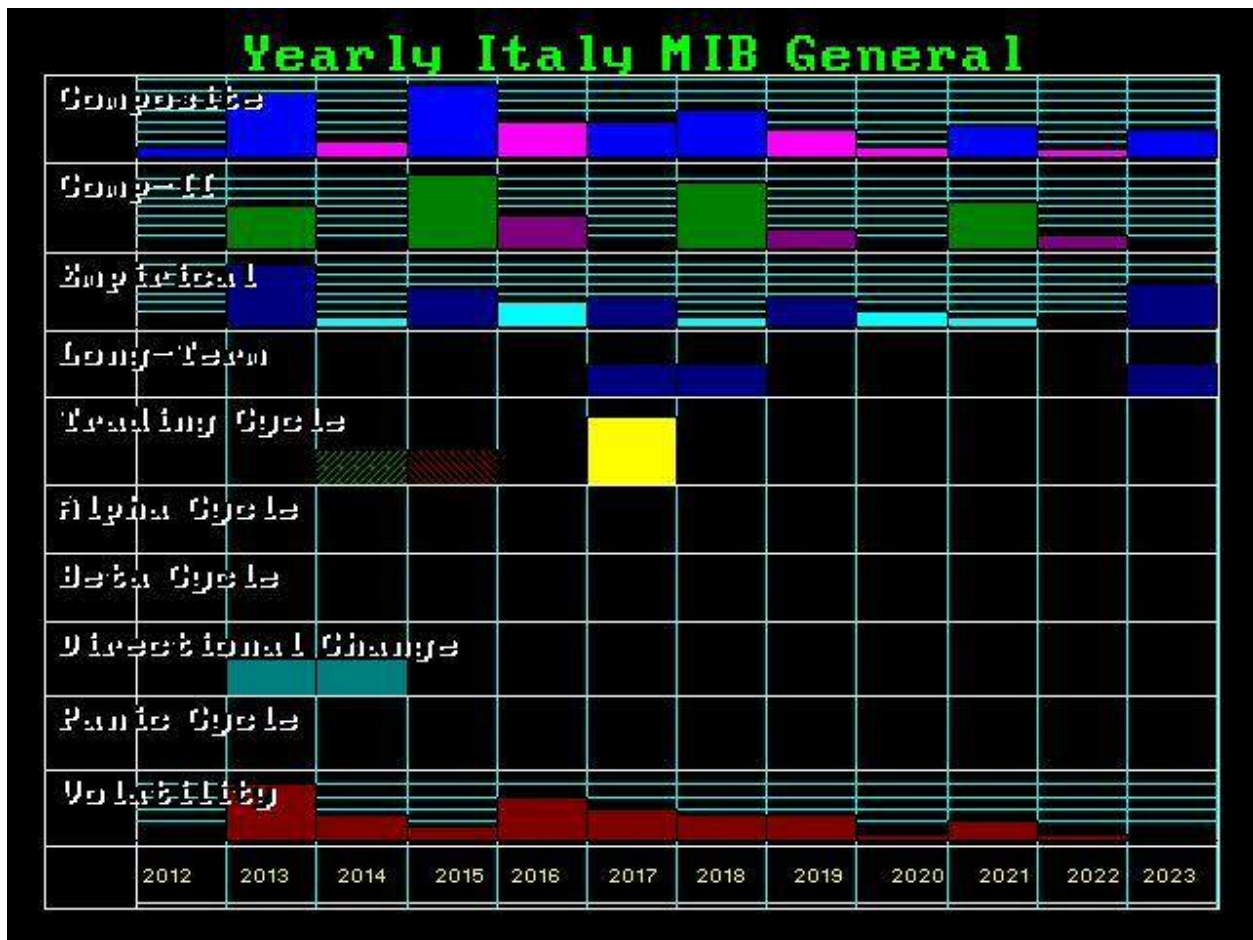 Yearly Italy MIB General
Composite
Comp-II
Empirical
Long-Term
Trading Cycle
Alpha Cycle
Beta Cycle
Directional Change
Panic Cycle
Volatility
2012 2013 2014 2015 2016 2017 2018 2019 2020 2021 2022 2023